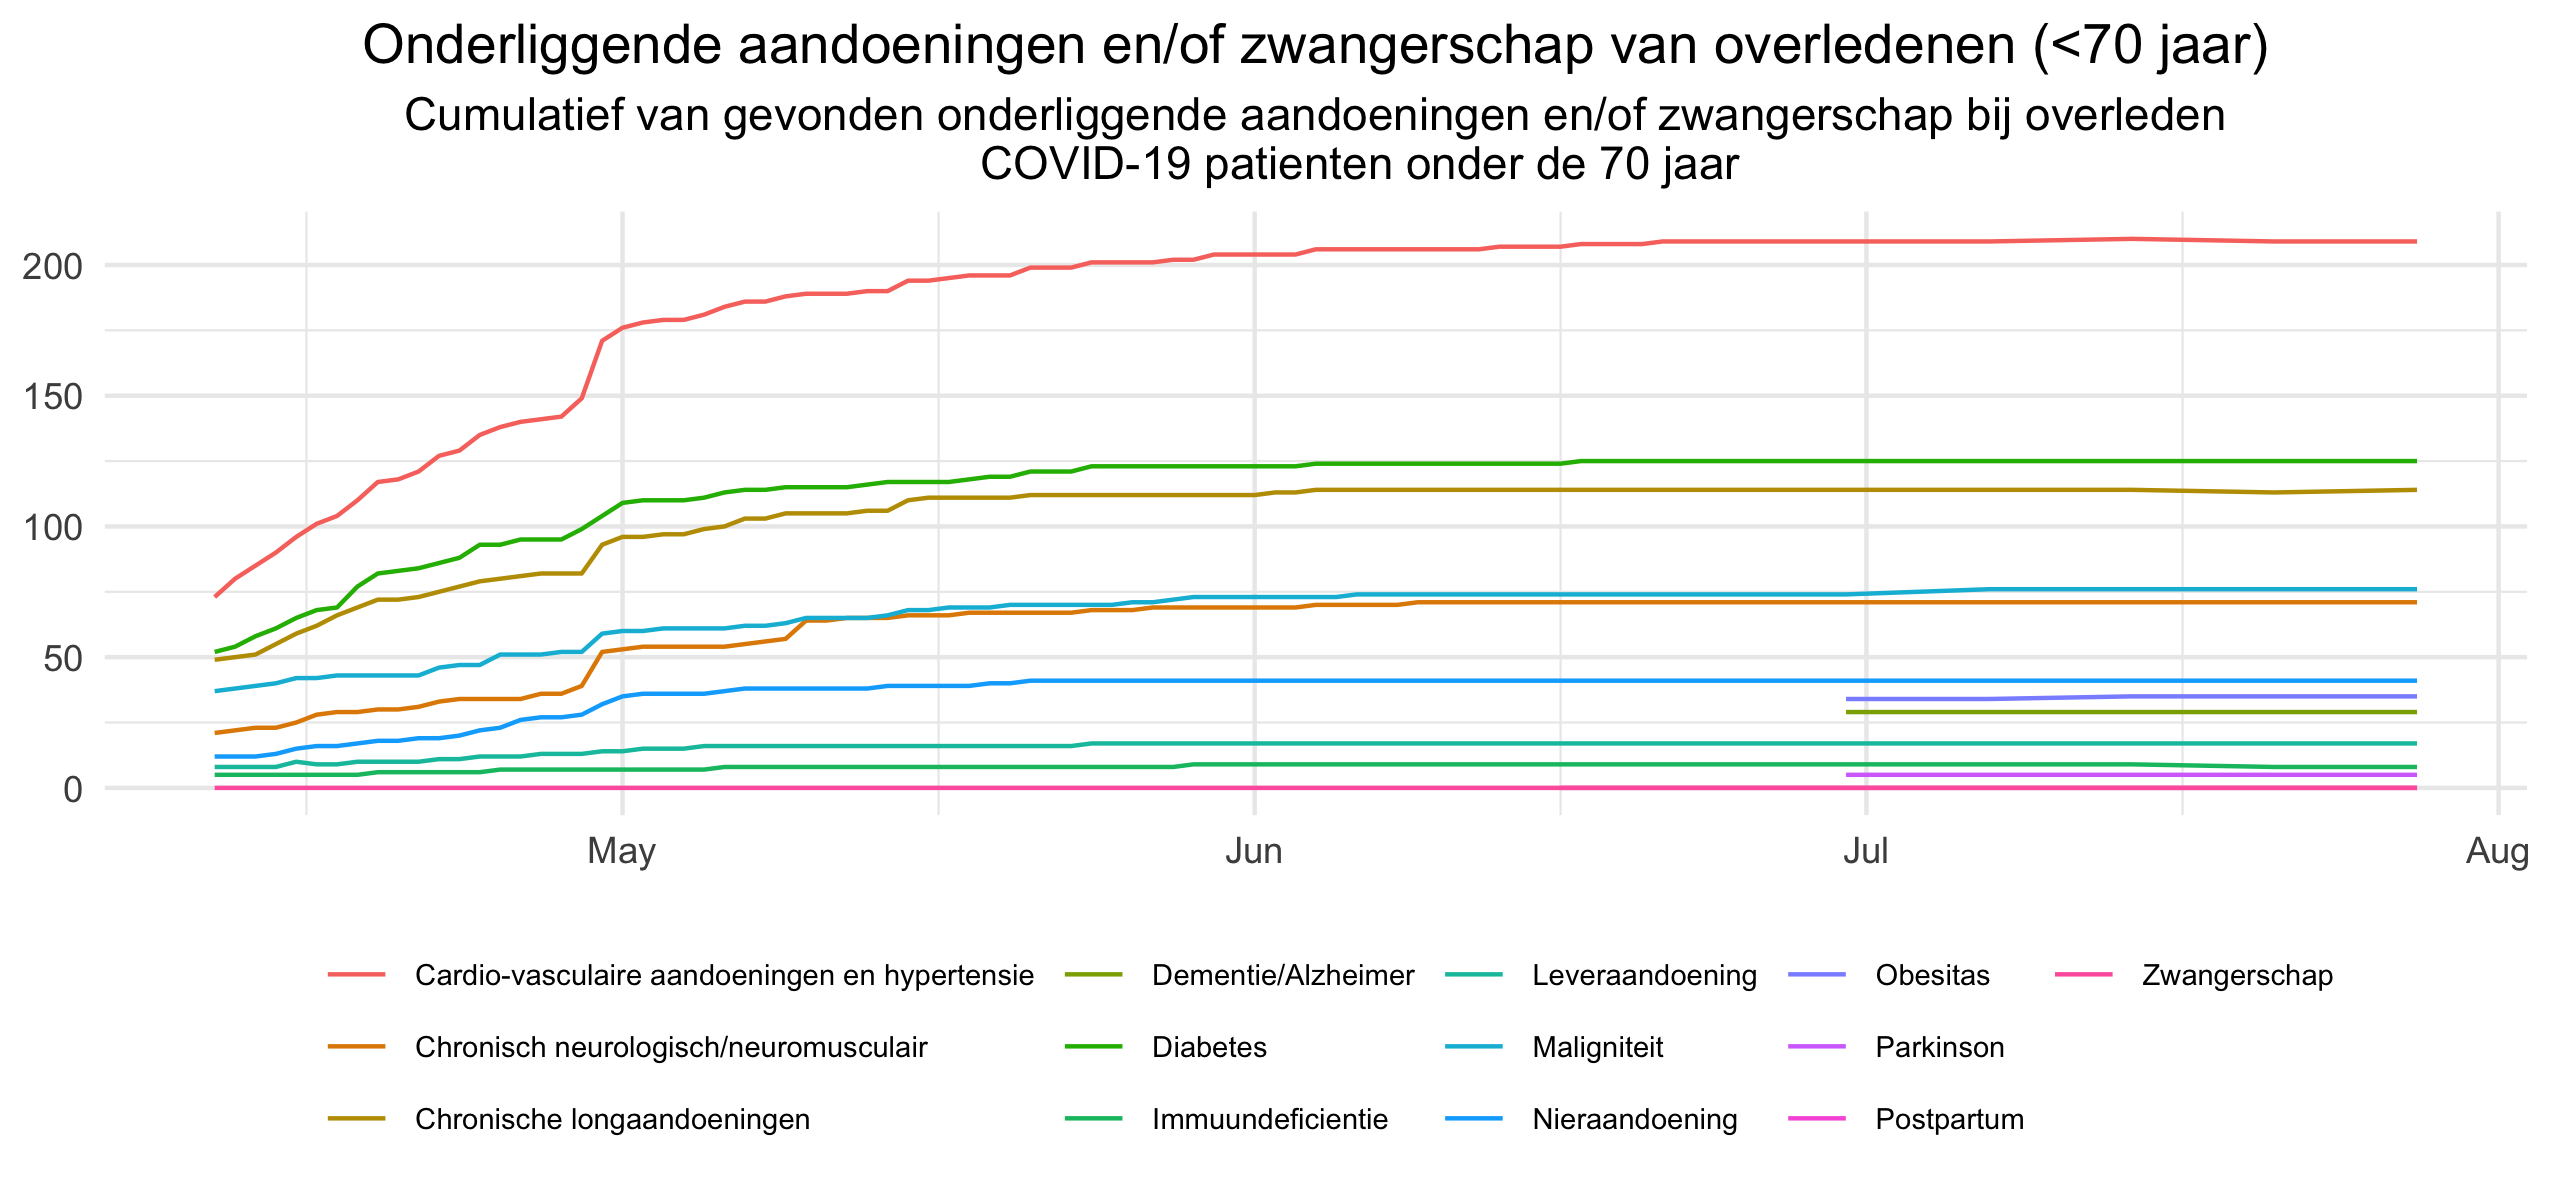 Onderliggende aandoeningen en/of zwangerschap van overledenen (<70 jaar)
Cumulatief van gevonden onderliggende aandoeningen en/of zwangerschap bij overleden
COVID-19 patienten onder de 70 jaar
200
150
100
50
0
May Jun Jul Aug
Cardio-vasculaire aandoeningen en hypertensie Dementie/Alzheimer Leveraandoening Obesitas Zwangerschap
Chronisch neurologisch/neuromusculair Diabetes Maligniteit Parkinson
Chronische longaandoeningen Immuundeficientie Nieraandoening Postpartum